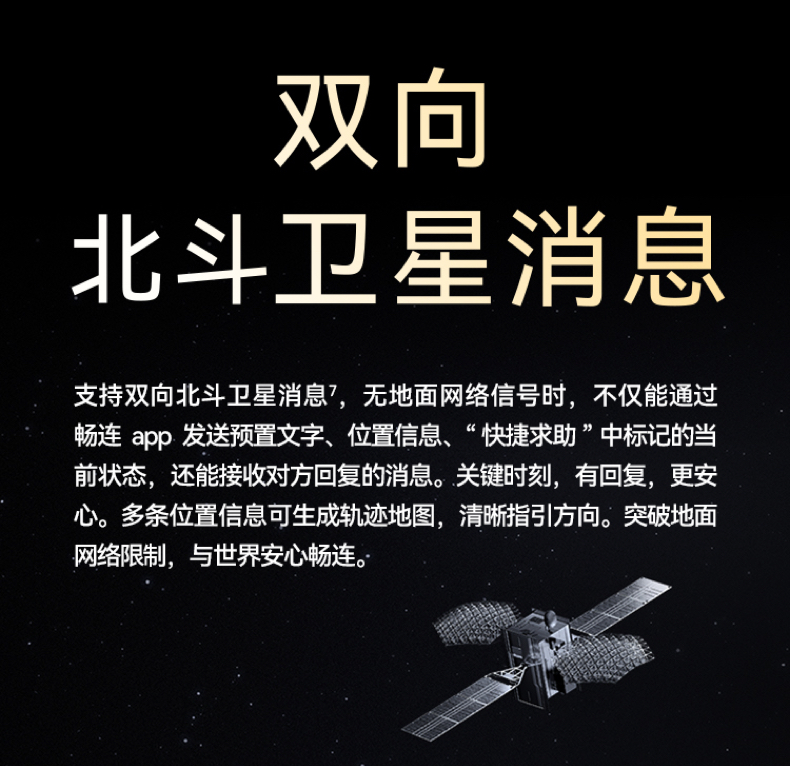 双向
北斗卫星消息
支持双向北斗卫星消息⁷，无地面网络信号时，不仅能通过
畅连 app 发送预置文字、位置信息、“快捷求助”中标记的当
前状态，还能接收对方回复的消息。关键时刻，有回复，更安
心。多条位置信息可生成轨迹地图，清晰指引方向。突破地面
网络限制，与世界安心畅连。